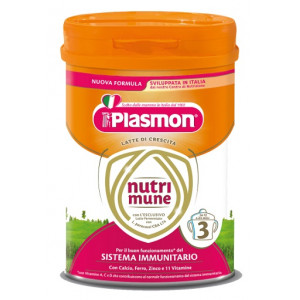 NUOVA FORMULA
SVILUPPATA IN ITALIA
Plasmon
LATTE DI CRESCITA
nutri
mune
3
Per il buon funzionamento* del
SISTEMA IMMUNITARIO
Con Calcio, Ferro, Zinco e 11 Vitamine